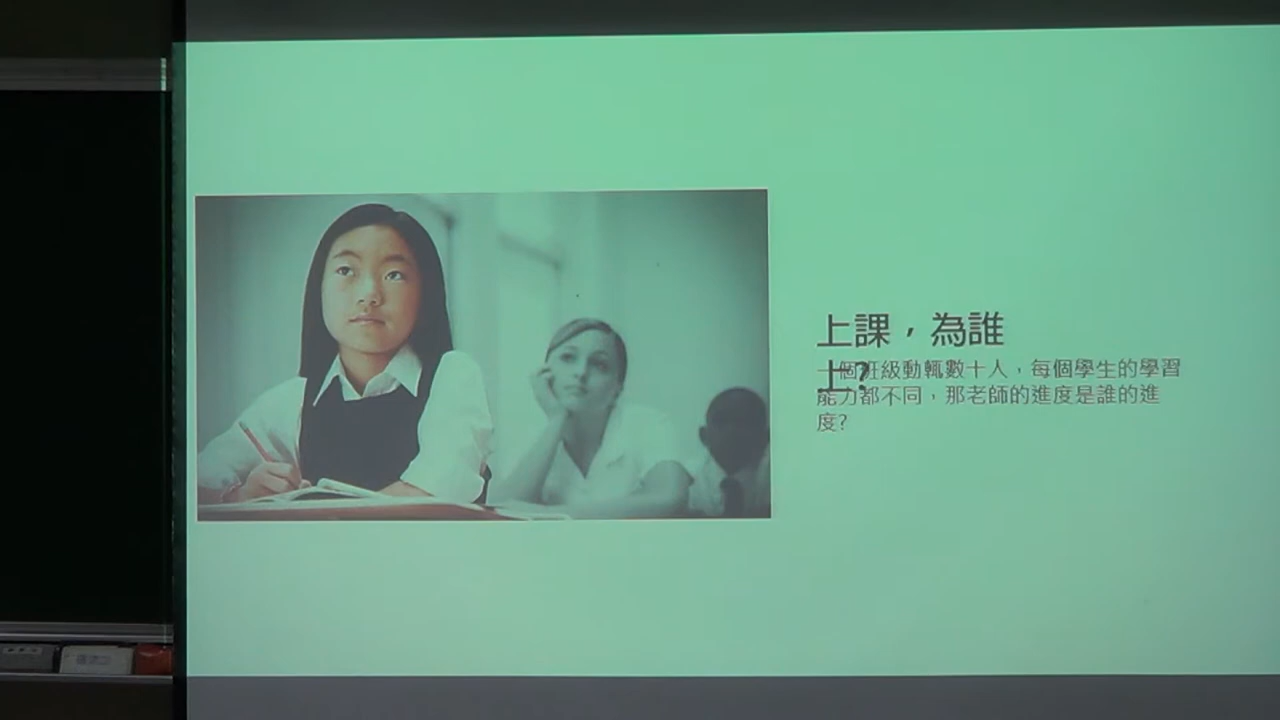 上課，為誰
上?
一個班級動輒數十人，每個學生的學習
能力都不同，那老師的進度是誰的進
度?